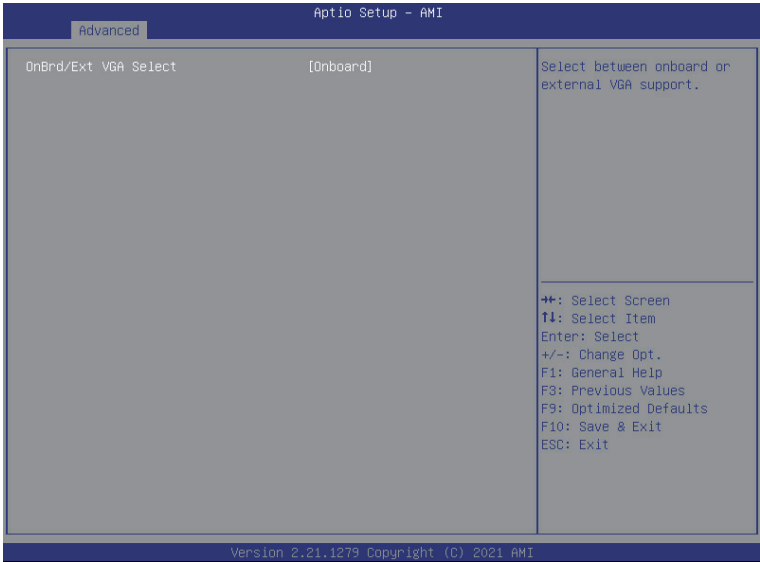 Aptio Setup – AMI
Advanced
OnBrd/Ext VGA Select [Onboard]
Select between onboard or
external VGA support.
→←: Select Screen
↑↓: Select Item
Enter: Select
+/-: Change Opt.
F1: General Help
F3: Previous Values
F9: Optimized Defaults
F10: Save & Exit
ESC: Exit
Version 2.21.1279 Copyright (C) 2021 AMI